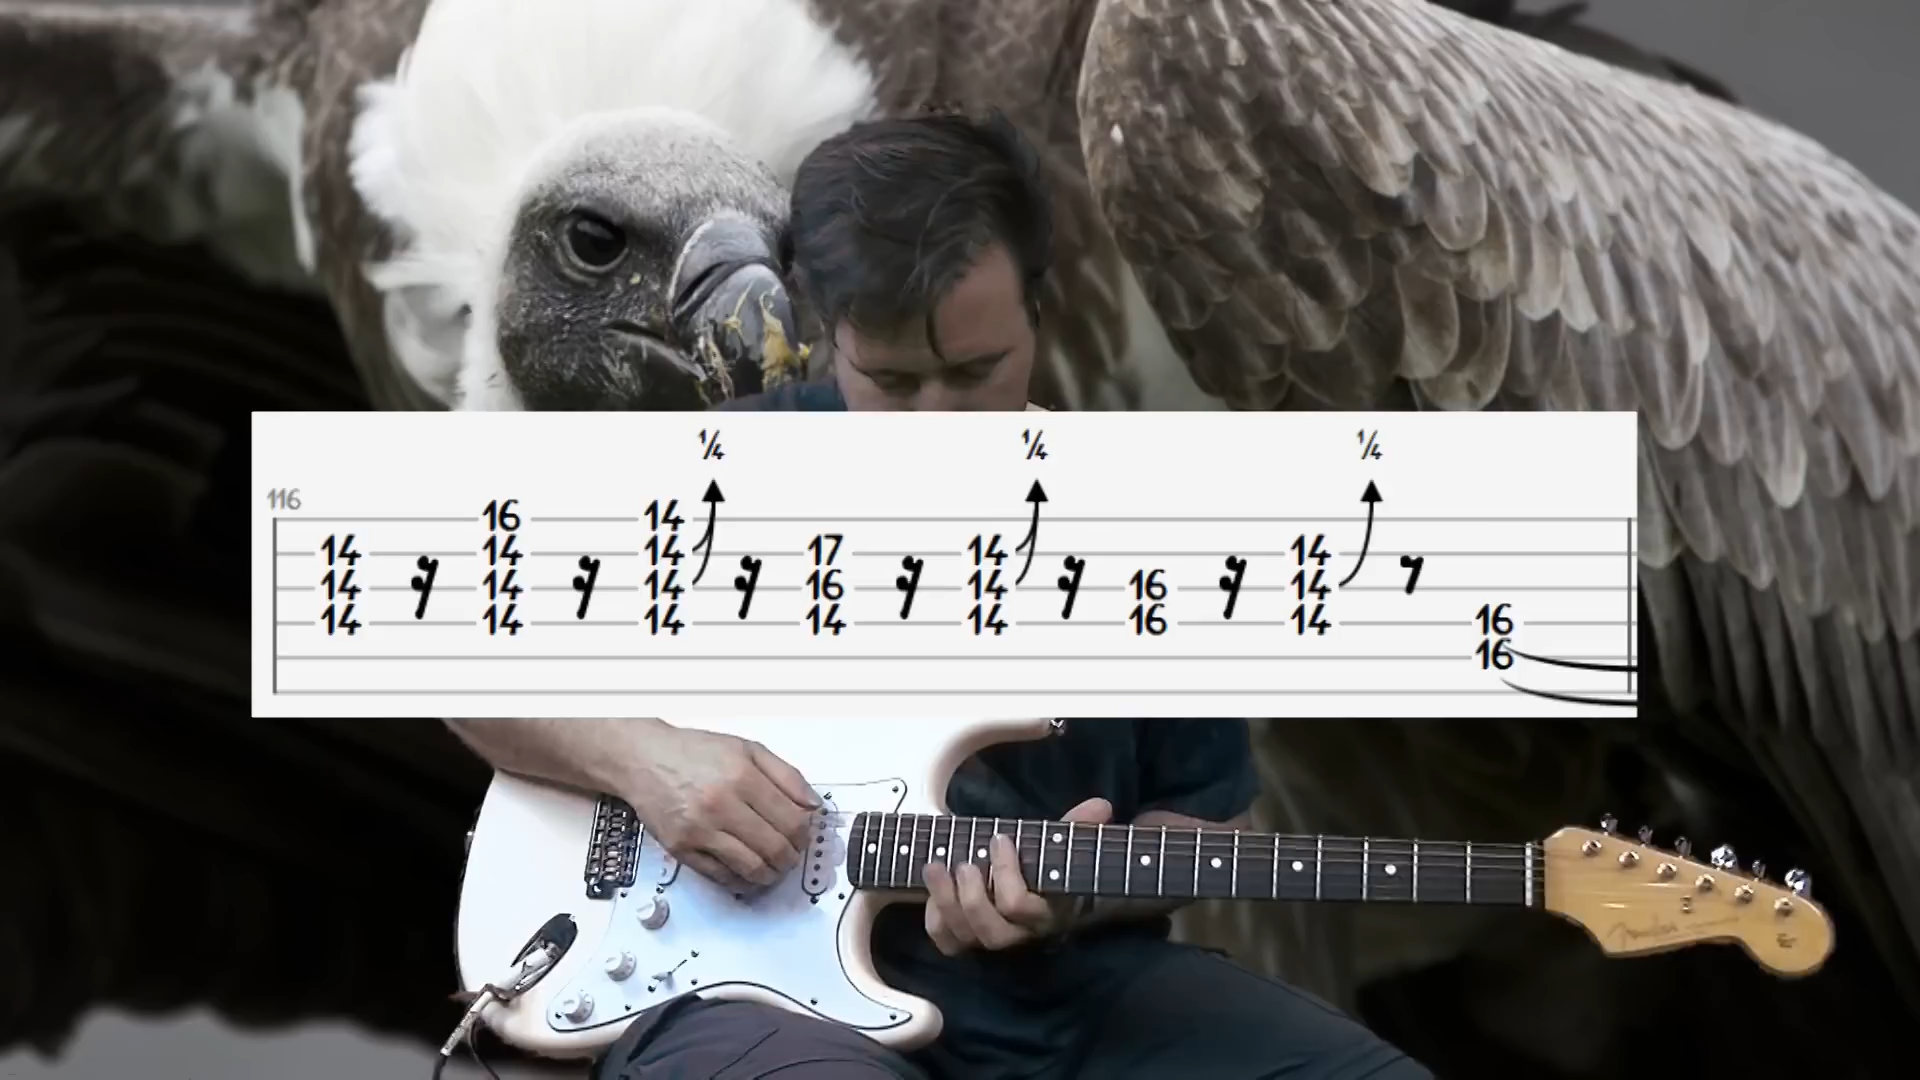 ¼ ¼ ¼
116
16 14
14 14 14 17 14 14
14 14 14 16 14 16 14
14 14 14 14 14 16 14 16
16
Fender